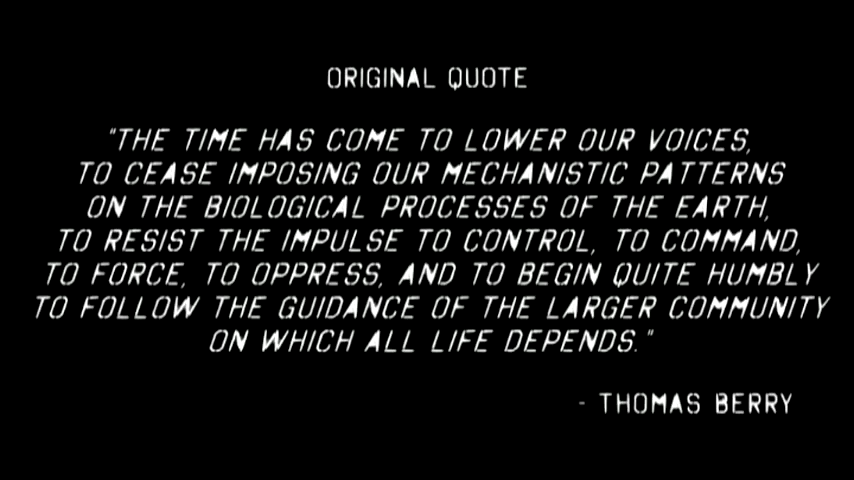 ORIGINAL QUOTE
"THE TIME HAS COME TO LOWER OUR VOICES,
TO CEASE IMPOSING OUR MECHANISTIC PATTERNS
ON THE BIOLOGICAL PROCESSES OF THE EARTH,
TO RESIST THE IMPULSE TO CONTROL, TO COMMAND,
TO FORCE, TO OPPRESS, AND TO BEGIN QUITE HUMBLY
TO FOLLOW THE GUIDANCE OF THE LARGER COMMUNITY
ON WHICH ALL LIFE DEPENDS."
- THOMAS BERRY